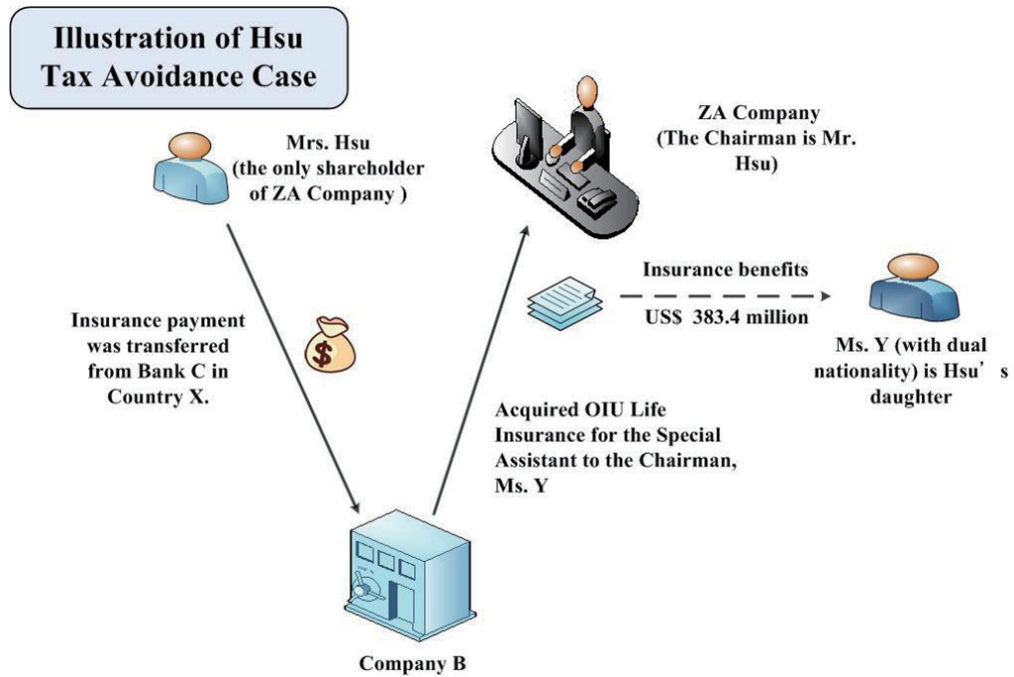 Illustration of Hsu
Tax Avoidance Case
Mrs. Hsu
(the only shareholder
of ZA Company )
ZA Company
(The Chairman is Mr.
Hsu)
Insurance payment
was transferred
from Bank C in
Country X.
$
Insurance benefits
US$ 383.4 million
Ms. Y (with dual
nationality) is Hsu’ s
daughter
Acquired OIU Life
Insurance for the Special
Assistant to the Chairman,
Ms. Y
Company B